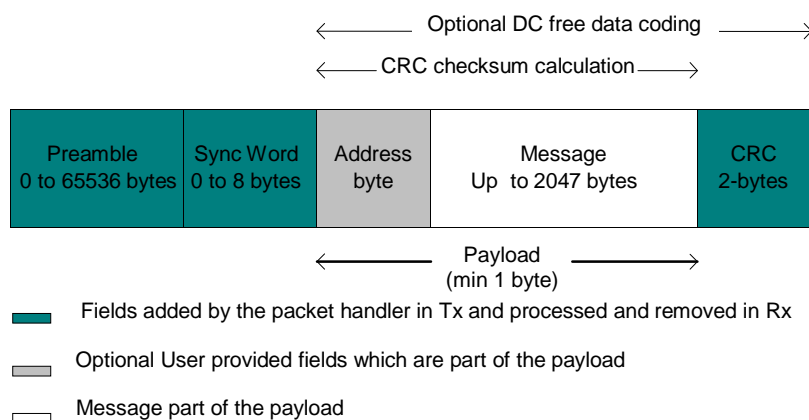 Optional DC free data coding
CRC checksum calculation
Preamble
0 to 65536 bytes
Sync Word
0 to 8 bytes
Address
byte
Message
Up to 2047 bytes
CRC
2-bytes
Payload
(min 1 byte)
Fields added by the packet handler in Tx and processed and removed in Rx
Optional User provided fields which are part of the payload
Message part of the payload